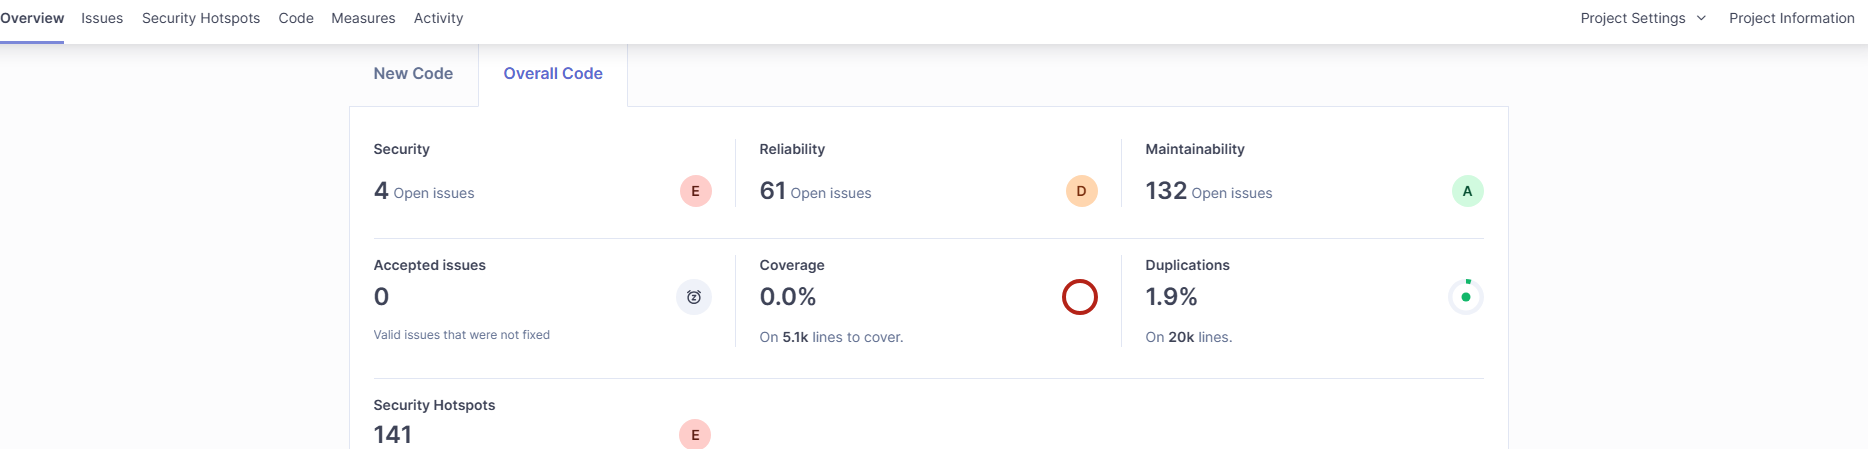 Overview Issues Security Hotspots Code Measures Activity Project Settings Project Information
New Code Overall Code
Security Reliability Maintainability
4 Open issues E 61 Open issues D 132 Open issues A
Accepted issues Coverage Duplications
0 0.0% 1.9%
Valid issues that were not fixed On 5.1k lines to cover. On 20k lines.
Security Hotspots
141 E